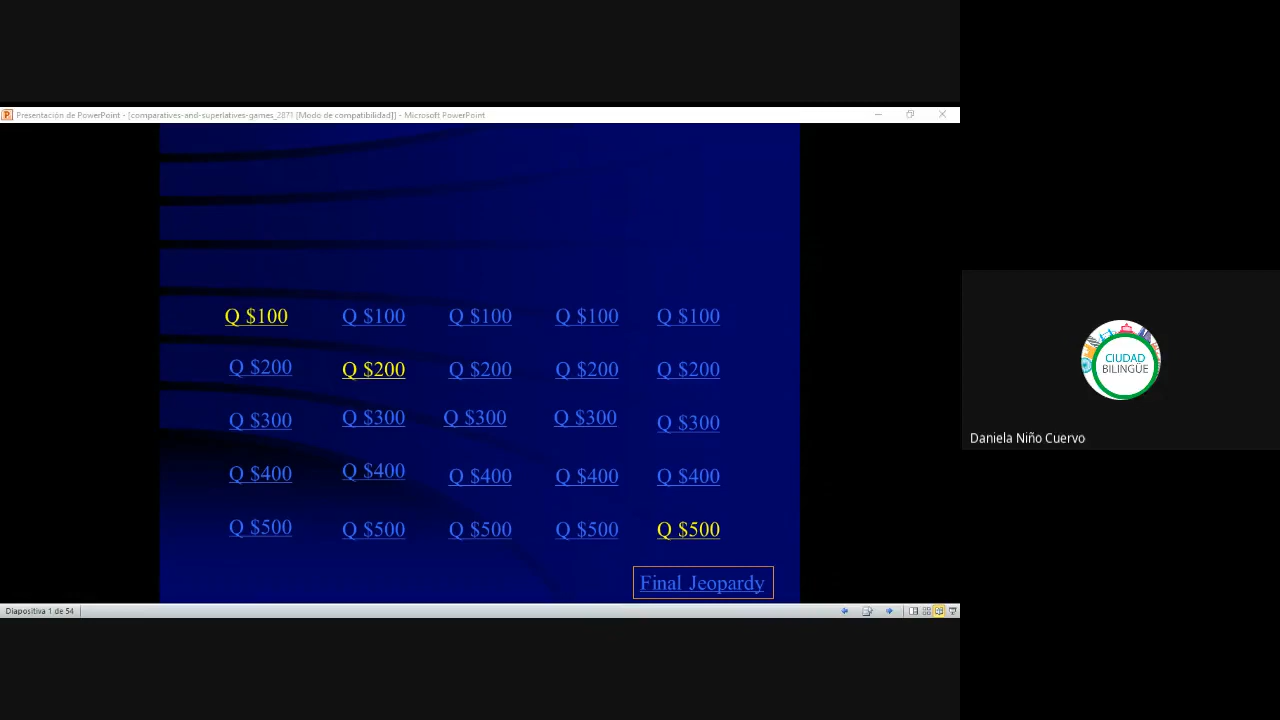 Presentación de PowerPoint - [comparatives-and-superlatives-games_2871 [Modo de compatibilidad]] - Microsoft PowerPoint
Q $100 Q $100 Q $100 Q $100 Q $100
Q $200 Q $200 Q $200 Q $200 Q $200
Q $300 Q $300 Q $300 Q $300 Q $300
Q $400 Q $400 Q $400 Q $400 Q $400
Q $500 Q $500 Q $500 Q $500 Q $500
Final Jeopardy
Diapositiva 1 de 54
CIUDAD
BILINGÜE
Daniela Niño Cuervo